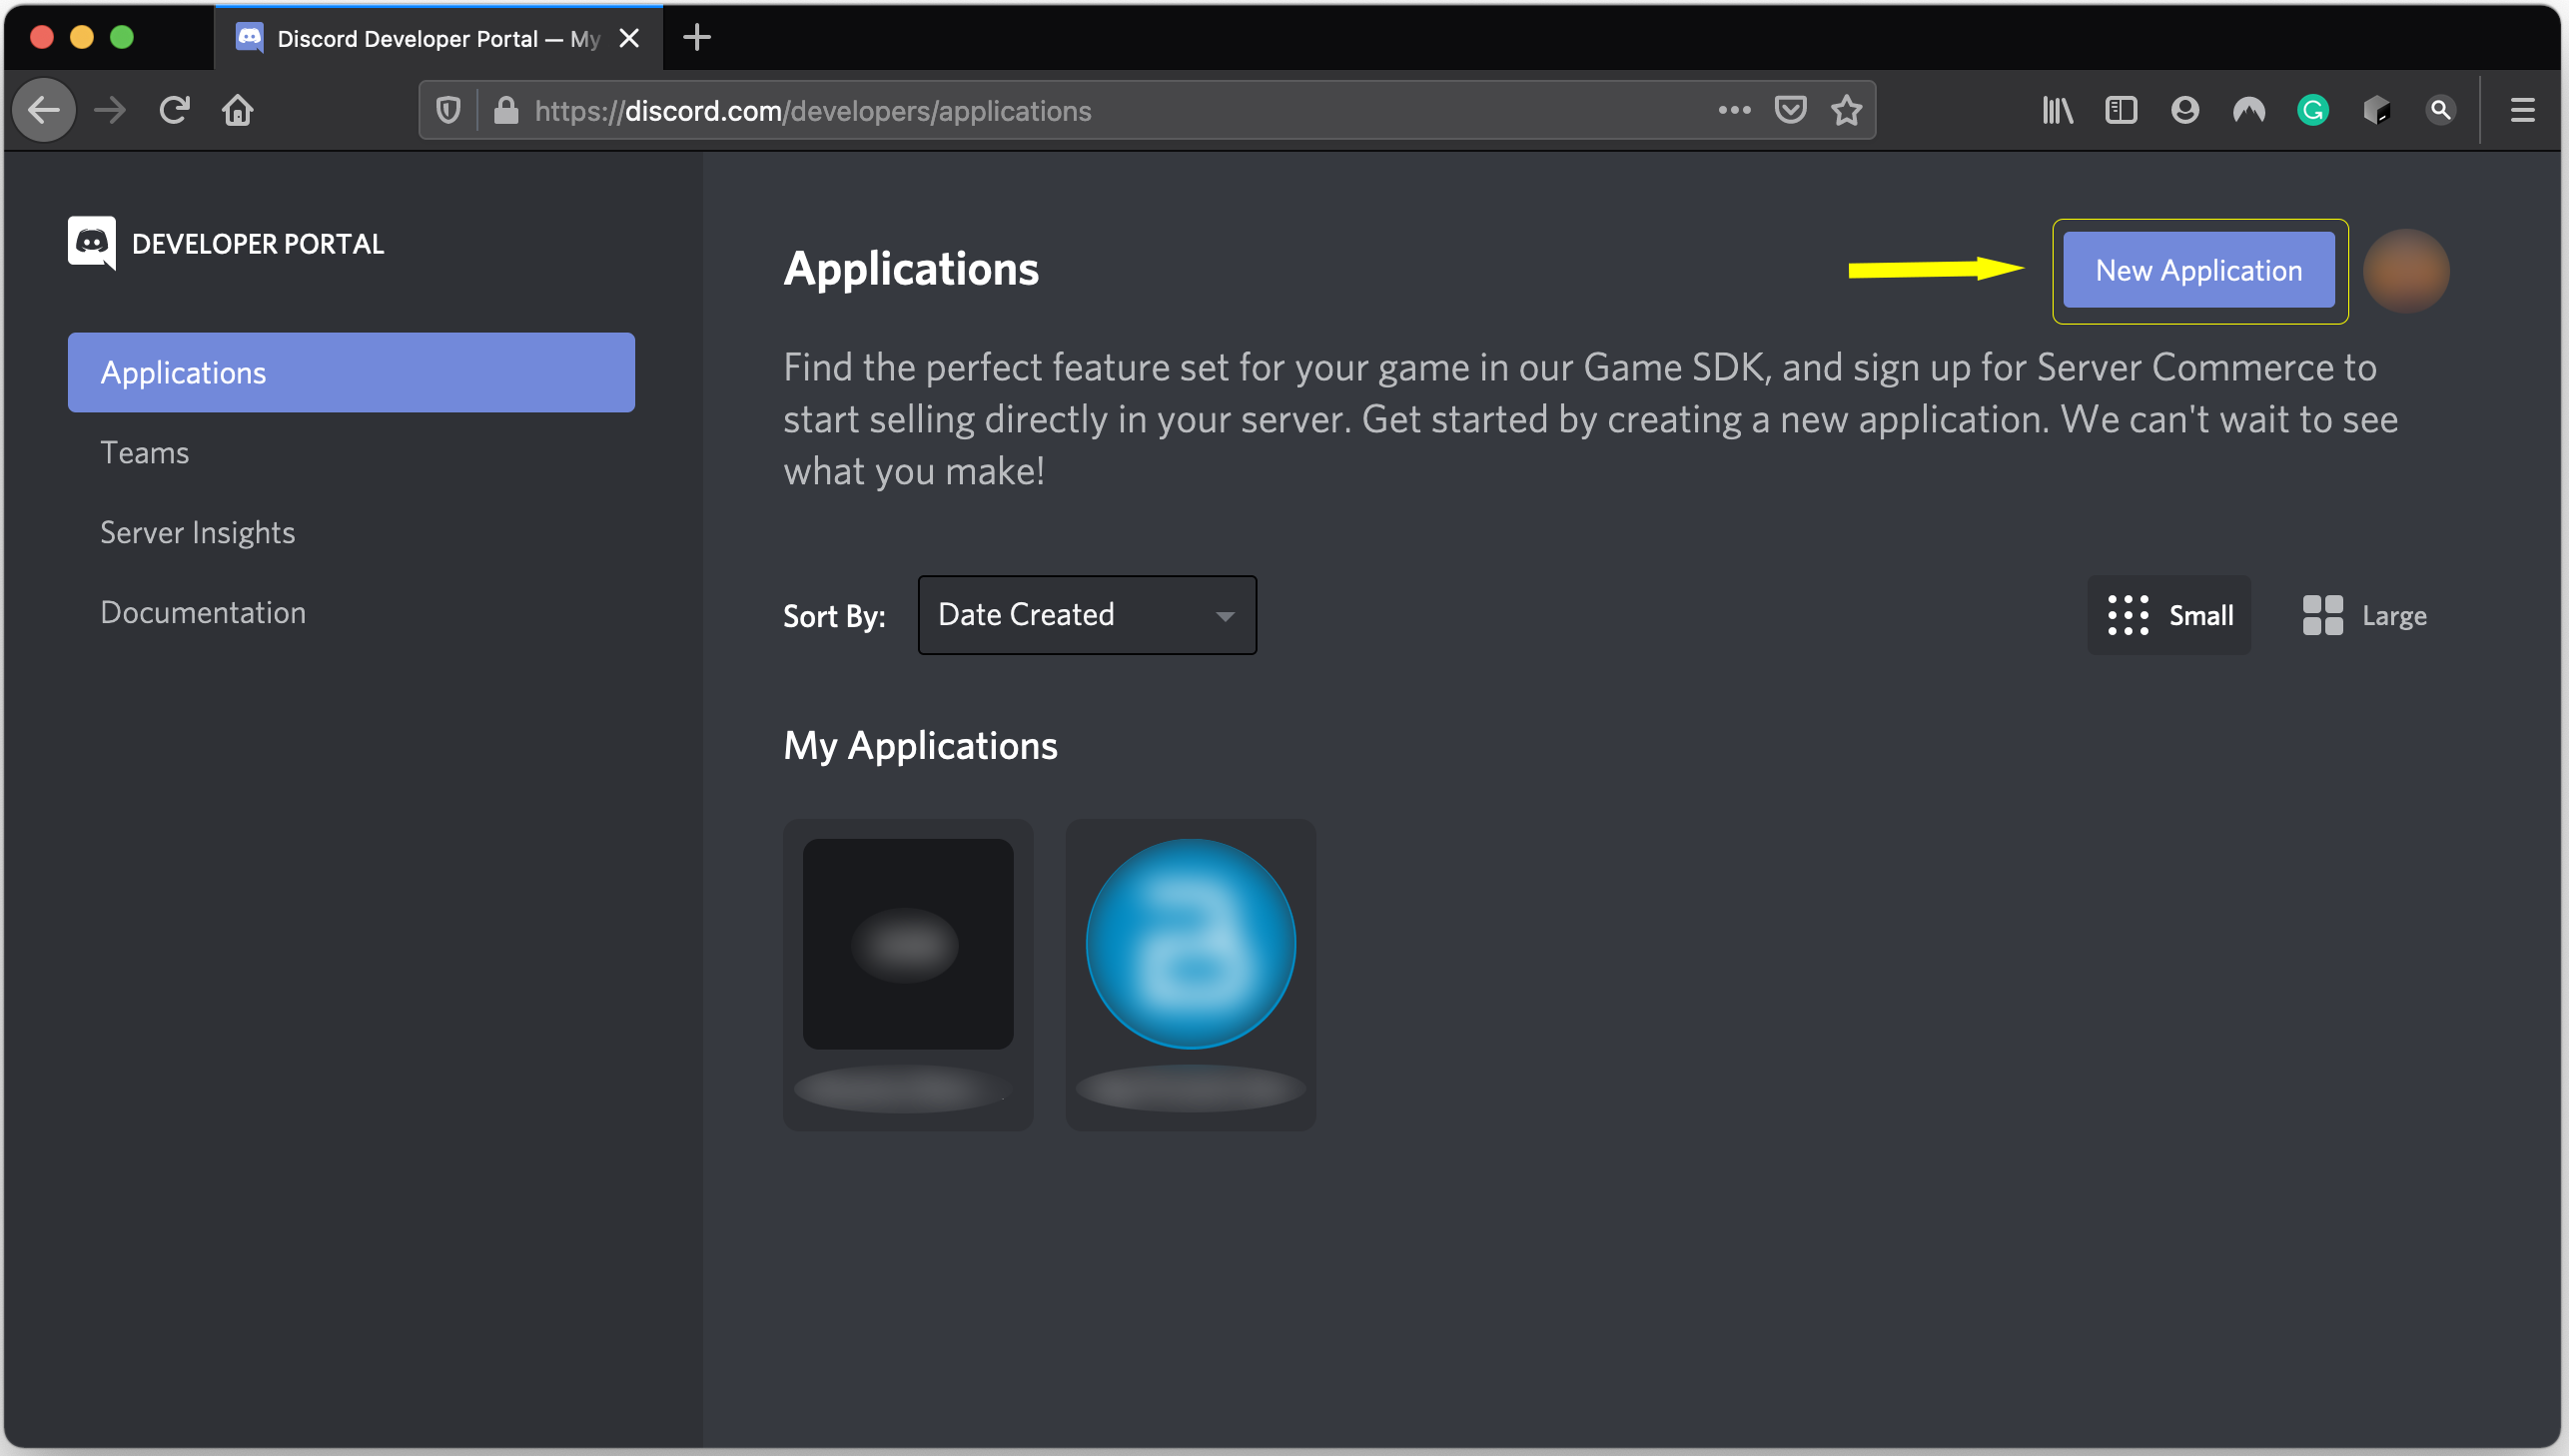 Discord Developer Portal — My
https://discord.com/developers/applications
DEVELOPER PORTAL
Applications
Teams
Server Insights
Documentation
Applications
New Application
Find the perfect feature set for your game in our Game SDK, and sign up for Server Commerce to
start selling directly in your server. Get started by creating a new application. We can't wait to see
what you make!
Sort By:
Date Created
Small
Large
My Applications
a